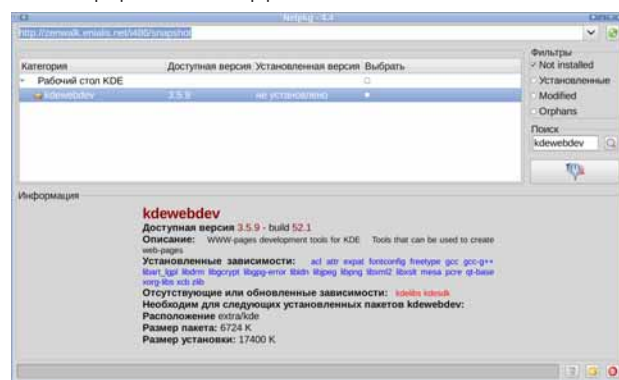 Netpkg - 4.4
http://zenwalk.enialis.net/i486/snapshot
Фильтры
Категория Доступная версия Установленная версия Выбрать
Not installed
Рабочий стол KDE
Установленные
kdewebdev 3.5.9 не установлено
Modified
Orphans
Поиск
kdewebdev
Информация
kdewebdev
Доступная версия 3.5.9 - build 52.1
Описание: WWW-pages development tools for KDE Tools that can be used to create
web-pages
Установленные зависимости: acl attr expat fontconfig freetype gcc gcc-g++
libart_lgpl libdrm libgcrypt libgpg-error libidn libjpeg libpng libxml2 libxslt mesa pcre qt-base
xorg-libs xcb zlib
Отсутствующие или обновленные зависимости: kdelibs kdesdk
Необходим для следующих установленных пакетов kdewebdev:
Расположение extra/kde
Размер пакета: 6724 K
Размер установки: 17400 K